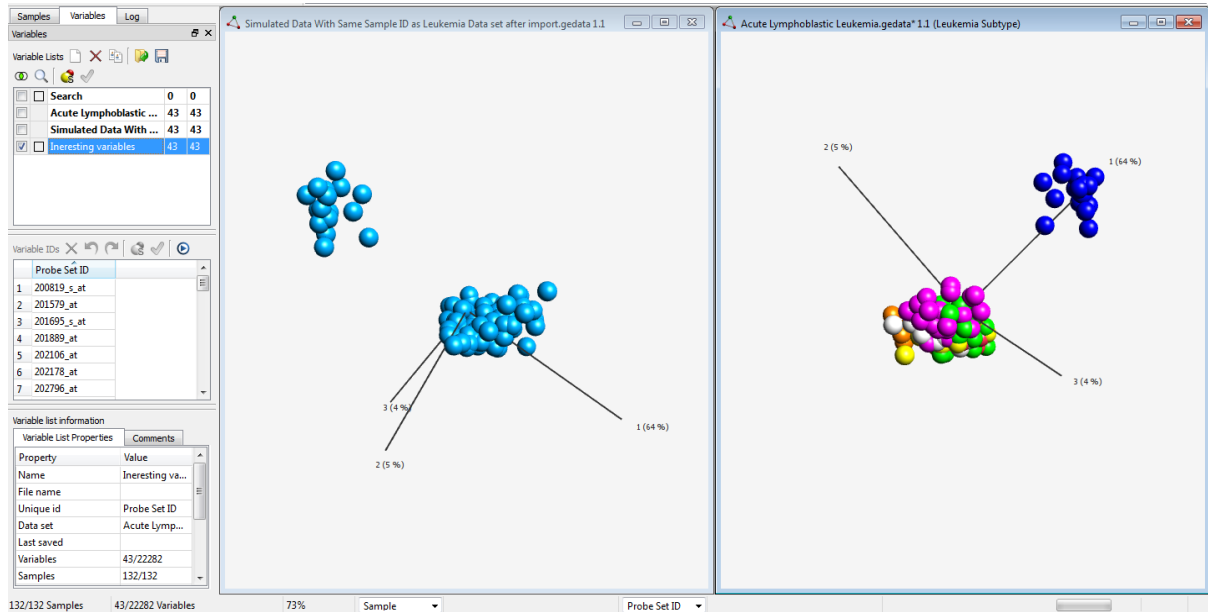 Samples Variables Log
Variables
Variable Lists
Search 0 0
Acute Lymphoblastic ... 43 43
Simulated Data With ... 43 43
Ineresting variables 43 43
Variable IDs
Probe Set ID
1 200819_s_at
2 201579_at
3 201695_s_at
4 201889_at
5 202106_at
6 202178_at
7 202796_at
Variable list information
Variable List Properties Comments
Property Value
Name Ineresting va...
File name
Unique id Probe Set ID
Data set Acute Lymp...
Last saved
Variables 43/22282
Samples 132/132
Simulated Data With Same Sample ID as Leukemia Data set after import.gedata 1.1
3 (4 %)
1 (64 %)
2 (5 %)
Acute Lymphoblastic Leukemia.gedata* 1.1 (Leukemia Subtype)
2 (5 %)
1 (64 %)
3 (4 %)
132/132 Samples 43/22282 Variables 73% Sample Probe Set ID